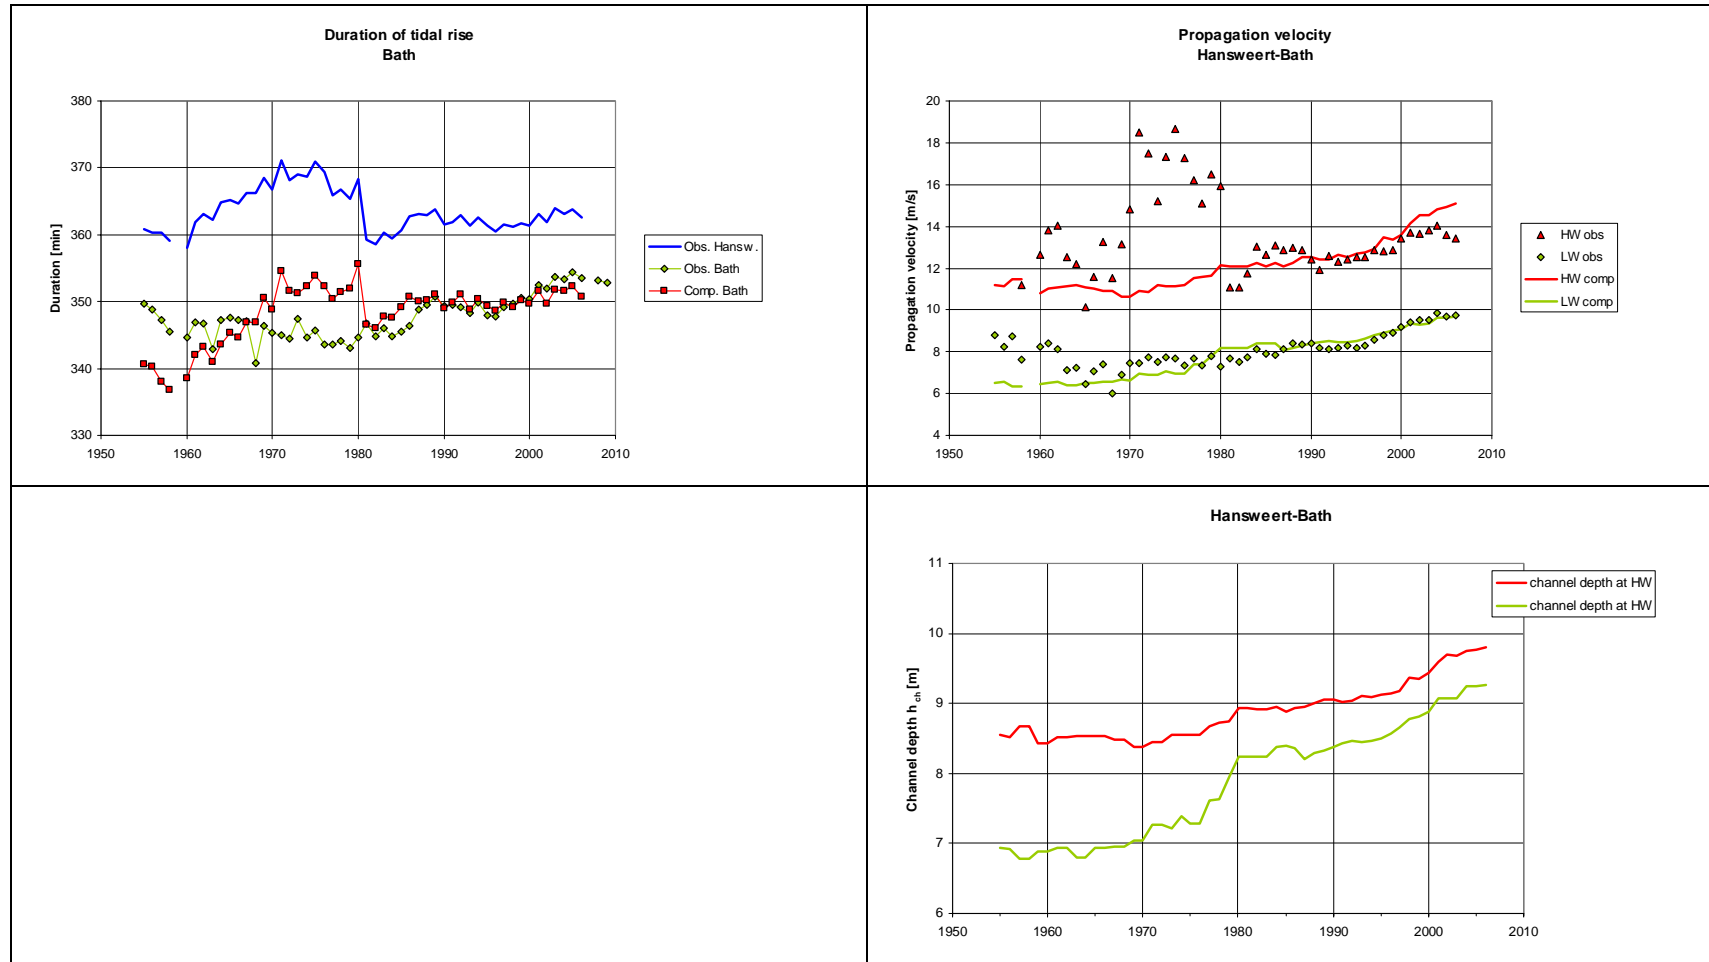 Duration of tidal rise
Bath
Duration [min]
380
370
360
350
340
330
1950
1960
1970
1980
1990
2000
2010
Obs. Hansw.
Obs. Bath
Comp. Bath
Propagation velocity
Hansweert-Bath
Propagation velocity [m/s]
20
18
16
14
12
10
8
6
4
1950
1960
1970
1980
1990
2000
2010
HW obs
LW obs
HW comp
LW comp
Hansweert-Bath
Channel depth h ch [m]
11
10
9
8
7
6
1950
1960
1970
1980
1990
2000
2010
channel depth at HW
channel depth at HW